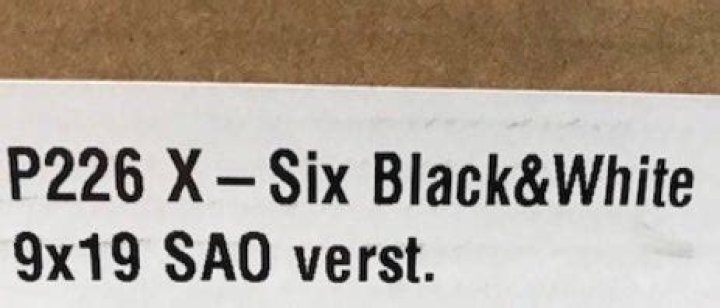 P226 X – Six Black&White
9x19 SAO verst.